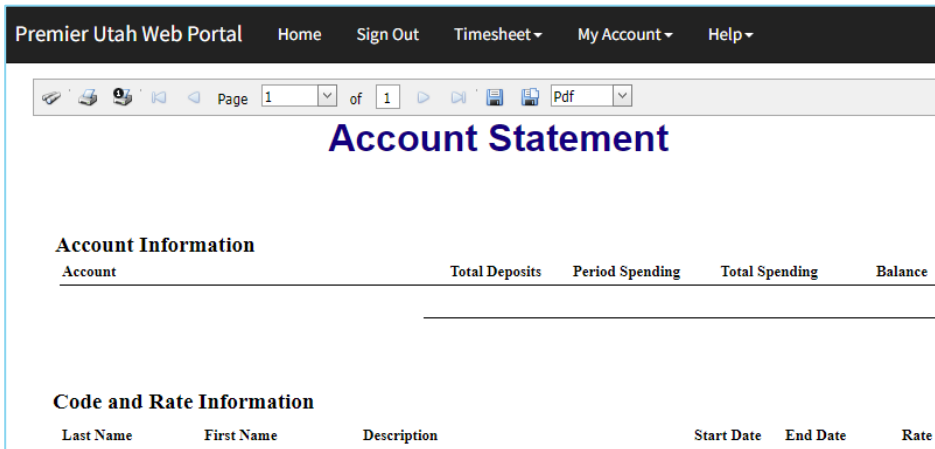 Premier Utah Web Portal Home Sign Out Timesheet My Account Help
Page 1 of 1 Pdf
Account Statement
Account Information
Account Total Deposits Period Spending Total Spending Balance
Code and Rate Information
Last Name First Name Description Start Date End Date Rate